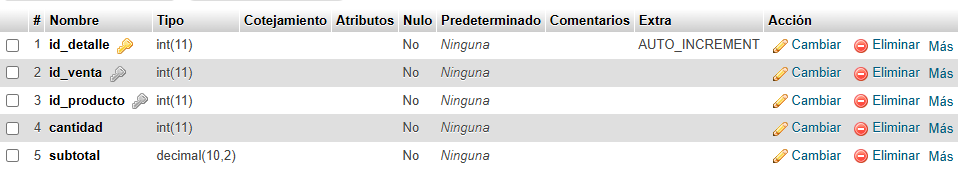 # Nombre Tipo Cotejamiento Atributos Nulo Predeterminado Comentarios Extra Acción
1 id_detalle int(11) No Ninguna AUTO_INCREMENT Cambiar Eliminar Más
2 id_venta int(11) No Ninguna Cambiar Eliminar Más
3 id_producto int(11) No Ninguna Cambiar Eliminar Más
4 cantidad int(11) No Ninguna Cambiar Eliminar Más
5 subtotal decimal(10,2) No Ninguna Cambiar Eliminar Más